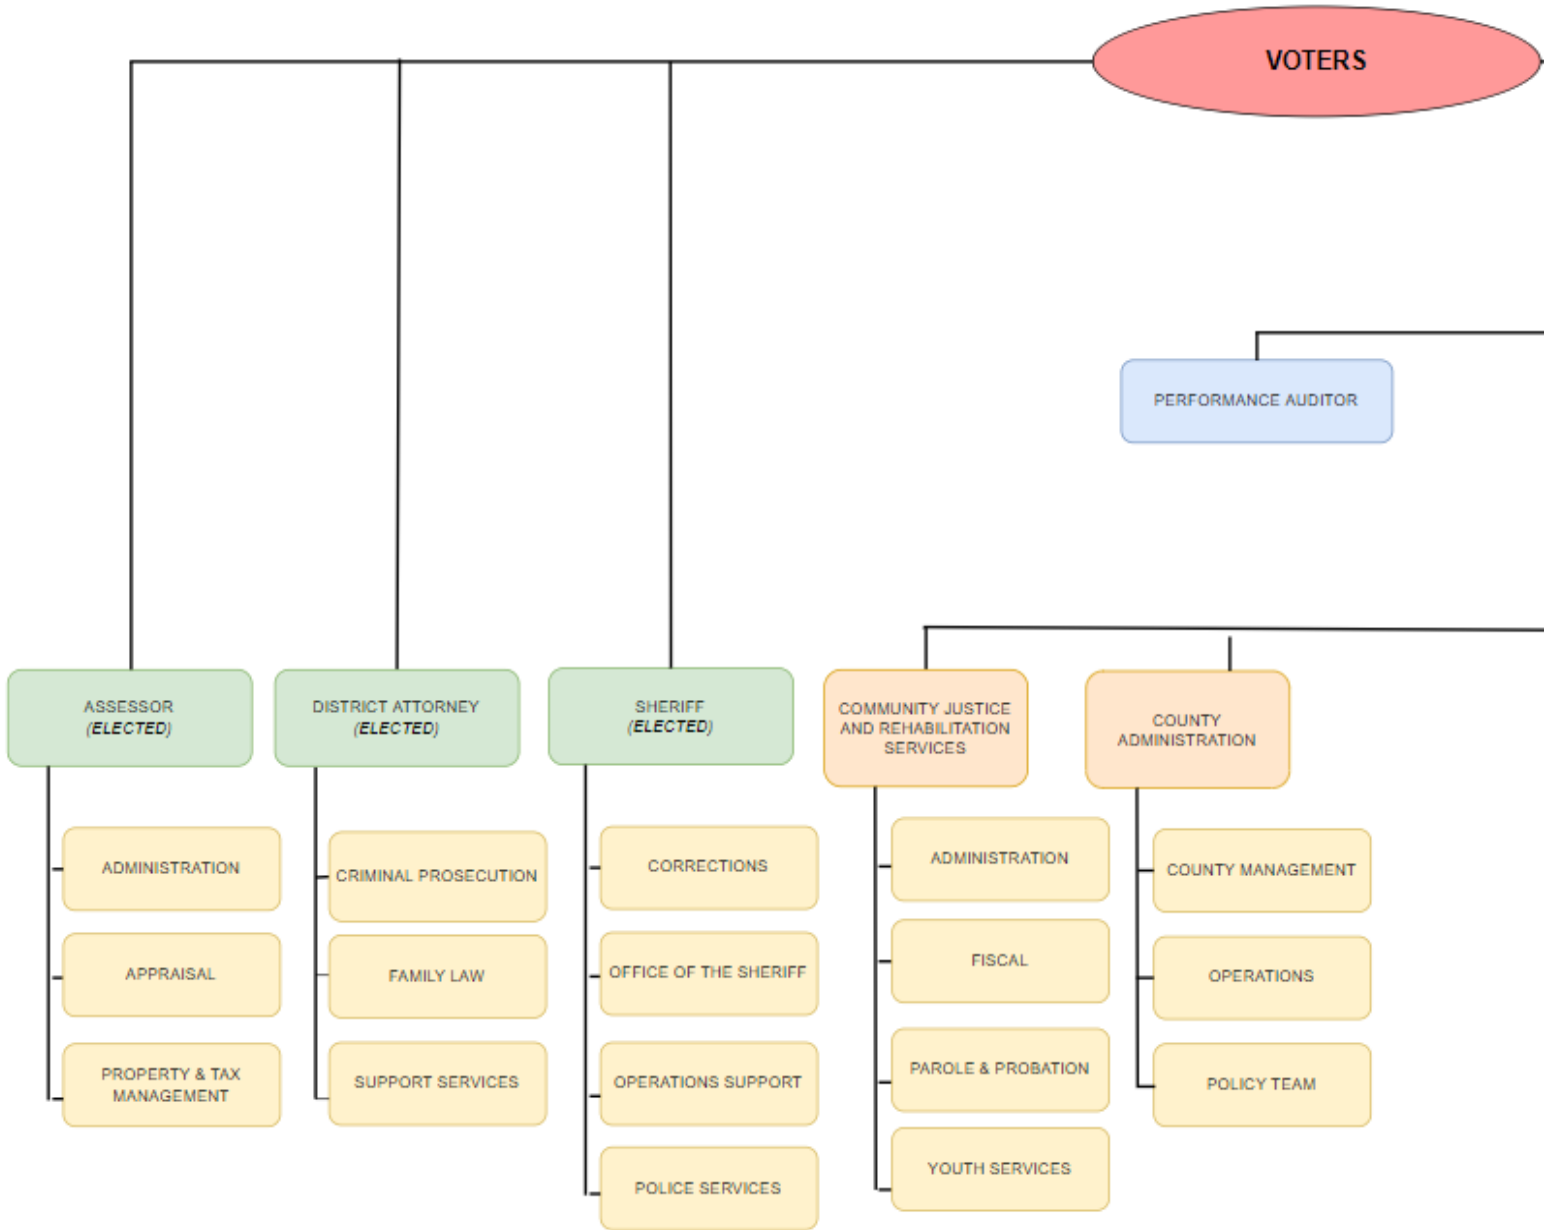 VOTERS
PERFORMANCE AUDITOR
ASSESSOR
(ELECTED)
ADMINISTRATION
APPRAISAL
PROPERTY & TAX
MANAGEMENT
DISTRICT ATTORNEY
(ELECTED)
CRIMINAL PROSECUTION
FAMILY LAW
SUPPORT SERVICES
SHERIFF
(ELECTED)
CORRECTIONS
OFFICE OF THE SHERIFF
OPERATIONS SUPPORT
POLICE SERVICES
COMMUNITY JUSTICE
AND REHABILITATION
SERVICES
ADMINISTRATION
FISCAL
PAROLE & PROBATION
YOUTH SERVICES
COUNTY
ADMINISTRATION
COUNTY MANAGEMENT
OPERATIONS
POLICY TEAM